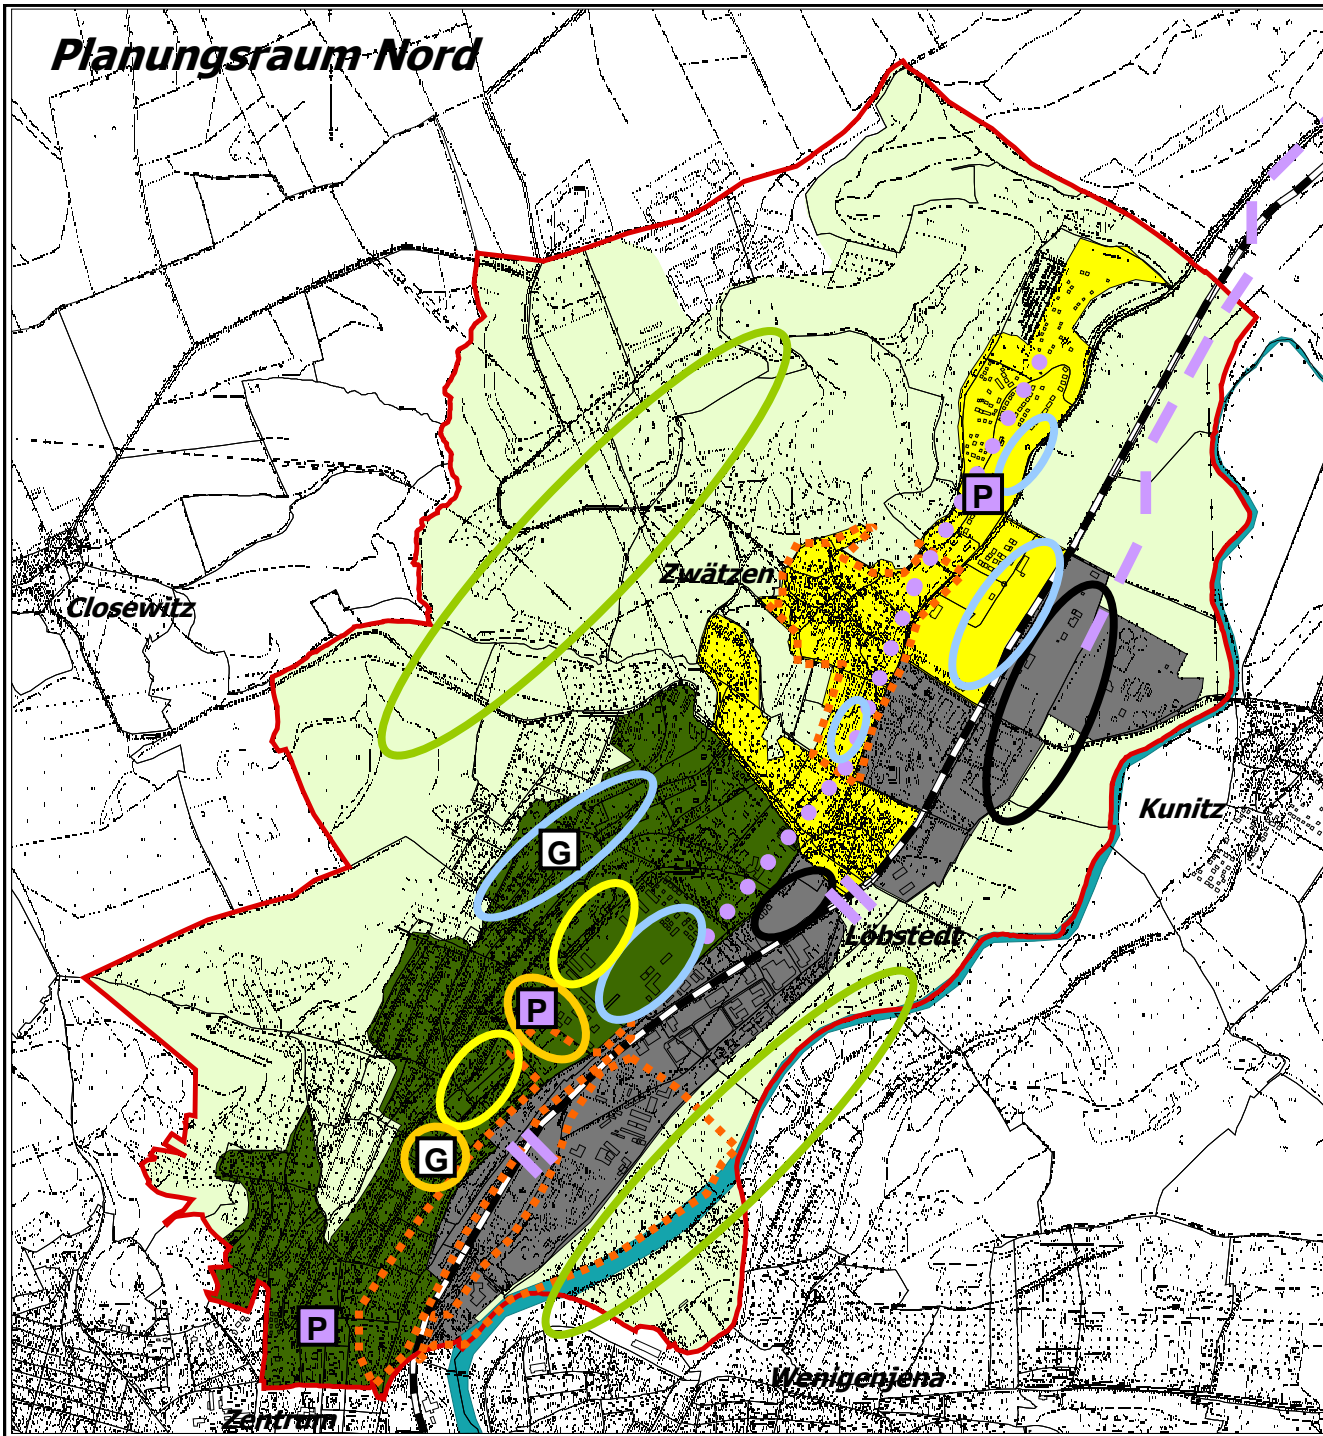 Planungsraum Nord
P
Zwätzen
Closewitz
Kunitz
G
Löbstedt
P
G
P
Wenigenjena
Zentrum